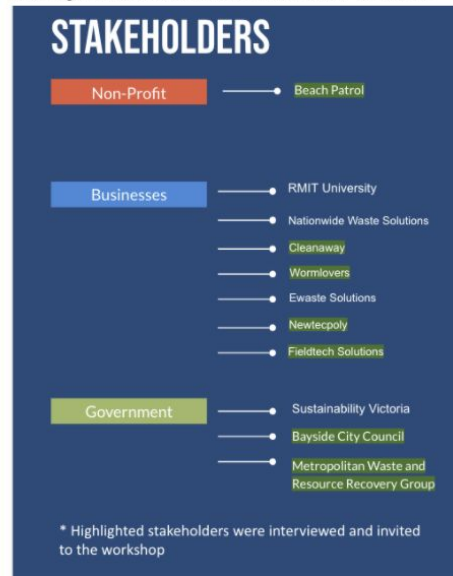 STAKEHOLDERS
Non-Profit
Beach Patrol
Businesses
RMIT University
Nationwide Waste Solutions
Cleanaway
Wormlovers
Ewaste Solutions
Newtecpoly
Fieldtech Solutions
Government
Sustainability Victoria
Bayside City Council
Metropolitan Waste and
Resource Recovery Group
* Highlighted stakeholders were interviewed and invited
to the workshop